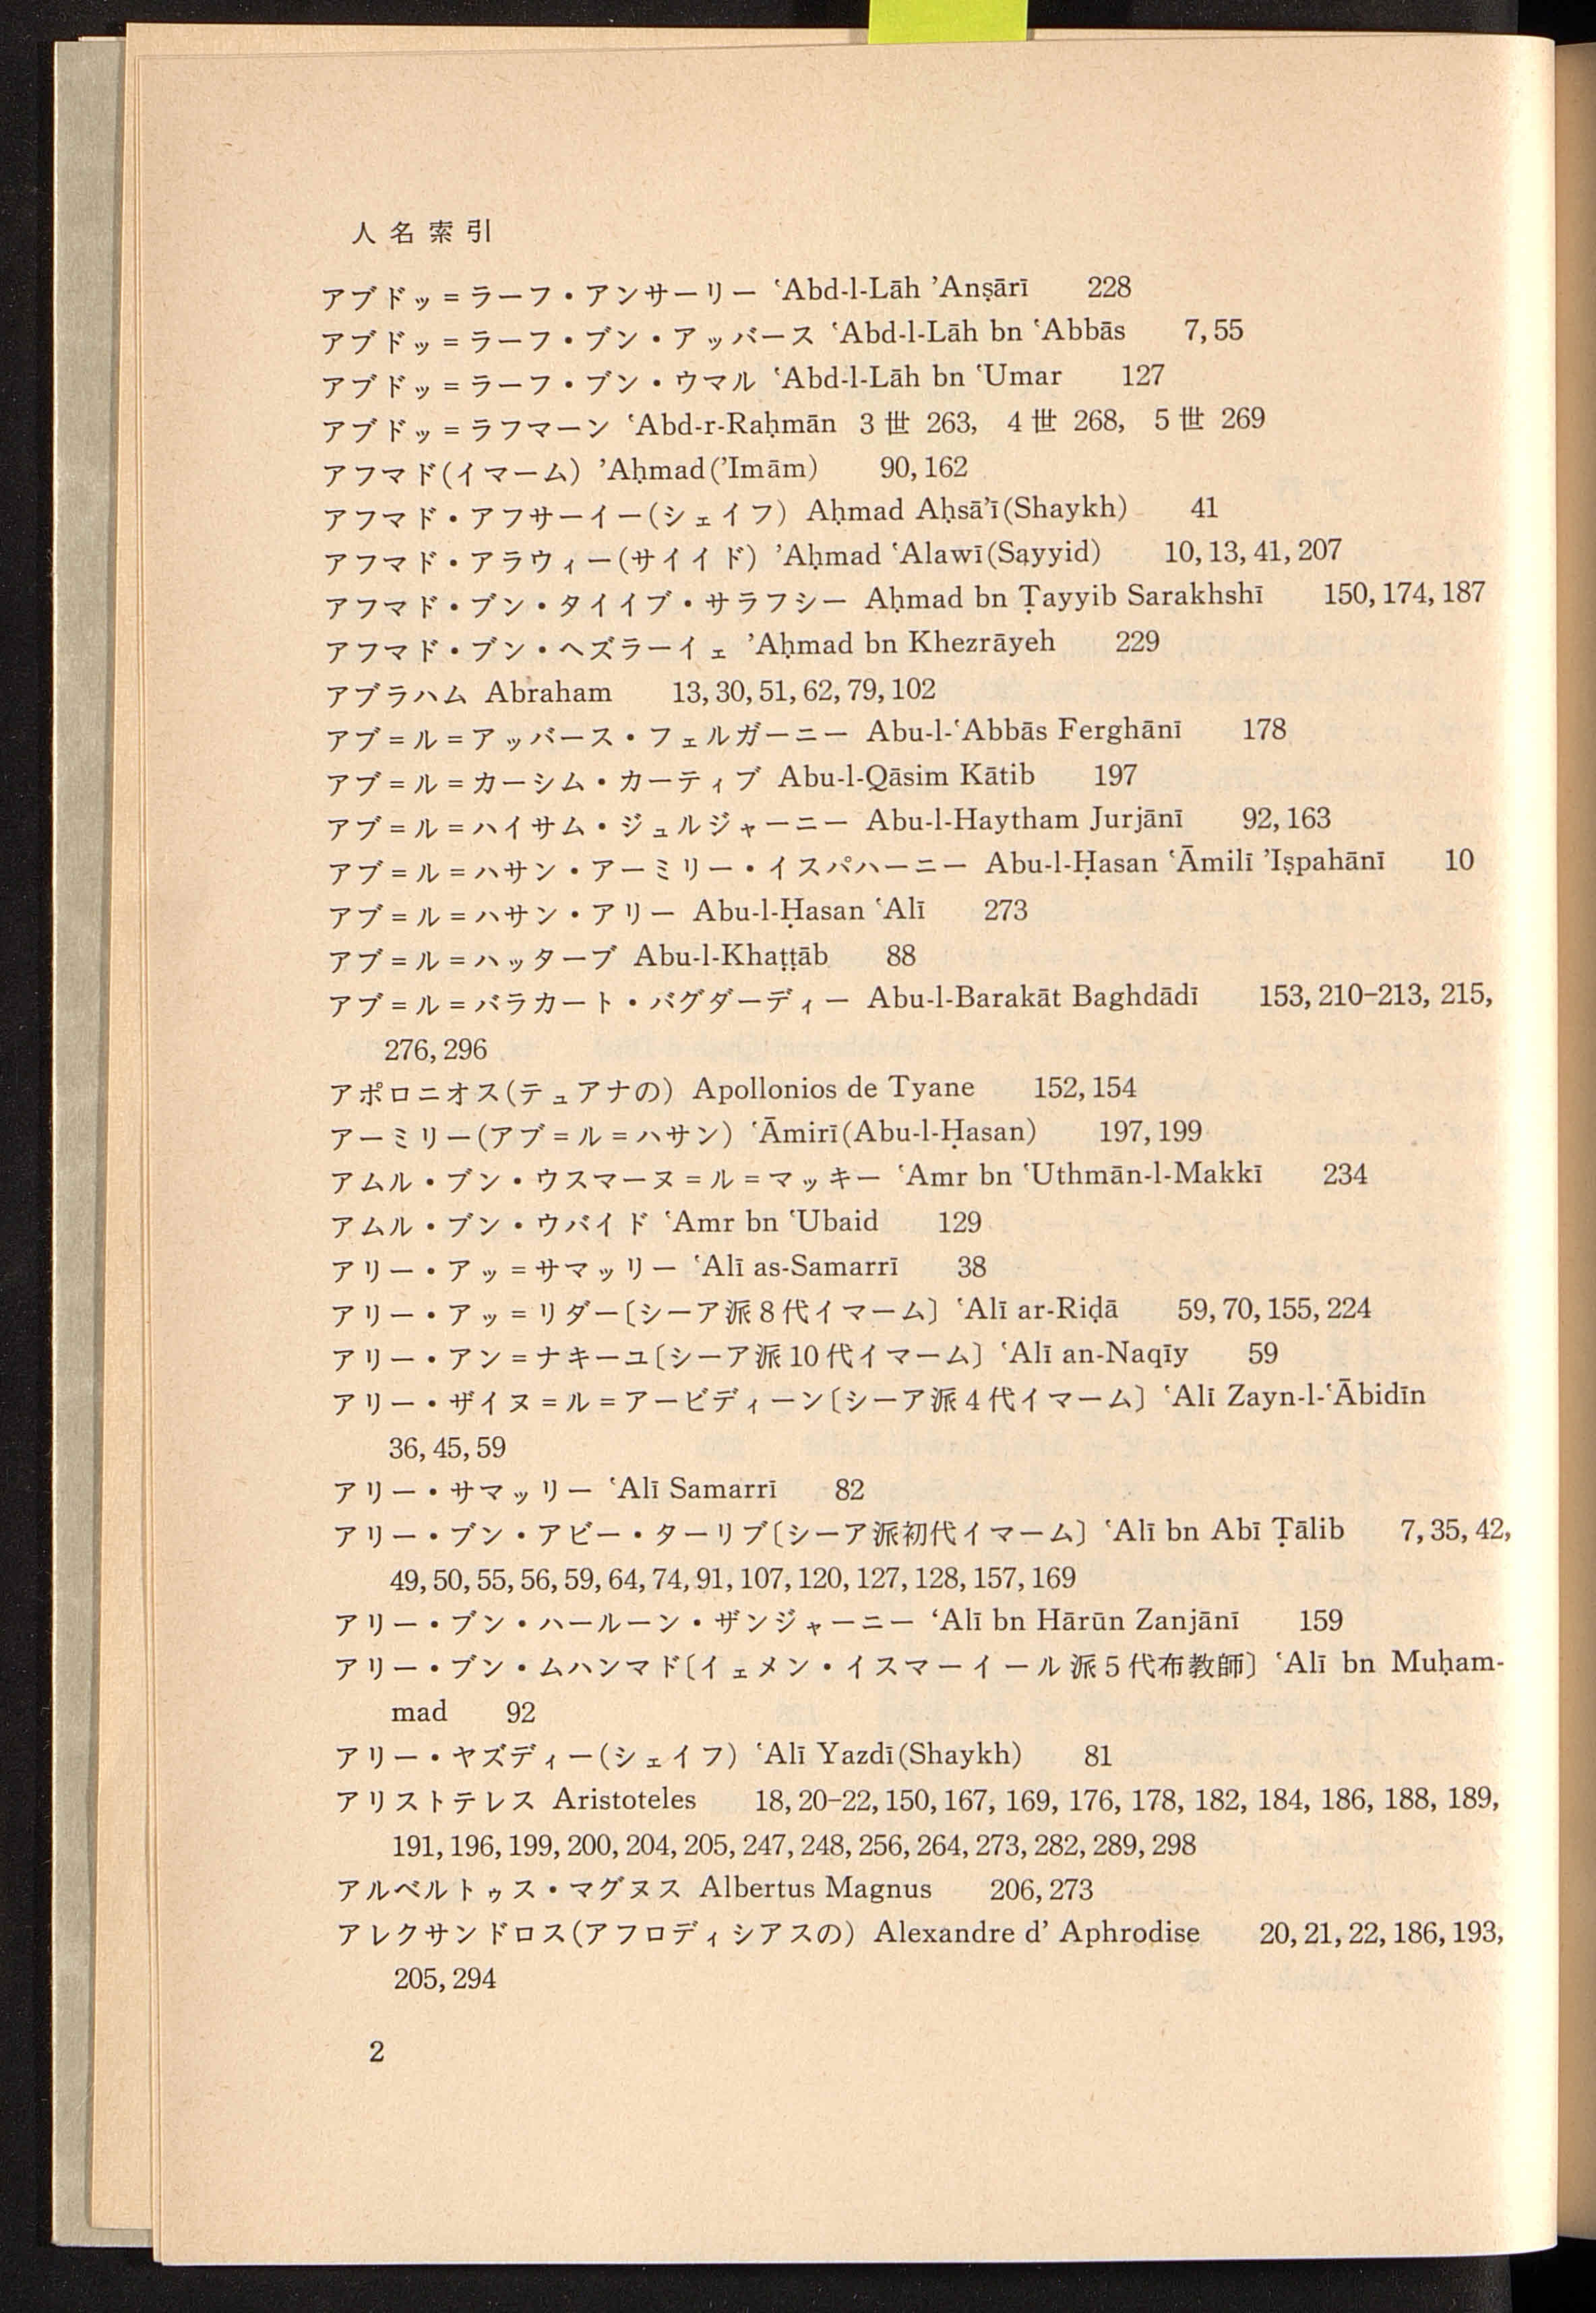 人名索引
アブドッ=ラーフ・アンサーリー ‘Abd-l-Lāh ’Anṣārī 228
アブドッ=ラーフ・ブン・アッバース ‘Abd-l-Lāh bn ‘Abbās 7, 55
アブドッ=ラーフ・ブン・ウマル ‘Abd-l-Lāh bn ‘Umar 127
アブドッ=ラフマーン ‘Abd-r-Raḥmān 3世 263, 4世 268, 5世 269
アフマド(イマーム) ’Aḥmad(’Imām) 90, 162
アフマド・アフサーイー(シェイフ) Aḥmad Aḥsā’ī(Shaykh) 41
アフマド・アラウィー(サイイド) ’Aḥmad ‘Alawī(Sayyid) 10, 13, 41, 207
アフマド・ブン・タイイブ・サラフシー Aḥmad bn Ṭayyib Sarakhshī 150, 174, 187
アフマド・ブン・ヘズラーイェ ’Aḥmad bn Khezrāyeh 229
アブラハム Abraham 13, 30, 51, 62, 79, 102
アブ=ル=アッバース・フェルガーニー Abu-l-‘Abbās Ferghānī 178
アブ=ル=カーシム・カーティブ Abu-l-Qāsim Kātib 197
アブ=ル=ハイサム・ジュルジャーニー Abu-l-Haytham Jurjānī 92, 163
アブ=ル=ハサン・アーミリー・イスパハーニー Abu-l-Ḥasan ‘Āmilī ’Iṣpahānī 10
アブ=ル=ハサン・アリー Abu-l-Ḥasan ‘Alī 273
アブ=ル=ハッターブ Abu-l-Khaṭṭāb 88
アブ=ル=バラカート・バグダーディー Abu-l-Barakāt Baghdādī 153, 210-213, 215,
276, 296
アポロニオス(テュアナの) Apollonios de Tyane 152, 154
アーミリー(アブ=ル=ハサン) ‘Āmirī(Abu-l-Ḥasan) 197, 199
アムル・ブン・ウスマーヌ=ル=マッキー ‘Amr bn ‘Uthmān-l-Makkī 234
アムル・ブン・ウバイド ‘Amr bn ‘Ubaid 129
アリー・アッ=サマッリー ‘Alī as-Samarrī 38
アリー・アッ=リダー〔シーア派8代イマーム〕 ‘Alī ar-Riḍā 59, 70, 155, 224
アリー・アン=ナキーユ〔シーア派10代イマーム〕 ‘Alī an-Naqīy 59
アリー・ザイヌ=ル=アービディーン〔シーア派4代イマーム〕 ‘Alī Zayn-l-‘Ābidīn
36, 45, 59
アリー・サマッリー ‘Alī Samarrī 82
アリー・ブン・アビー・ターリブ〔シーア派初代イマーム〕 ‘Alī bn Abī Ṭālib 7, 35, 42,
49, 50, 55, 56, 59, 64, 74, 91, 107, 120, 127, 128, 157, 169
アリー・ブン・ハールーン・ザンジャーニー ‘Alī bn Hārūn Zanjānī 159
アリー・ブン・ムハンマド〔イェメン・イスマーイール派5代布教師〕 ‘Alī bn Muḥam-
mad 92
アリー・ヤズディー(シェイフ) ‘Alī Yazdī(Shaykh) 81
アリストテレス Aristoteles 18, 20-22, 150, 167, 169, 176, 178, 182, 184, 186, 188, 189,
191, 196, 199, 200, 204, 205, 247, 248, 256, 264, 273, 282, 289, 298
アルベルトゥス・マグヌス Albertus Magnus 206, 273
アレクサンドロス(アフロディシアスの) Alexandre d’ Aphrodise 20, 21, 22, 186, 193,
205, 294
2